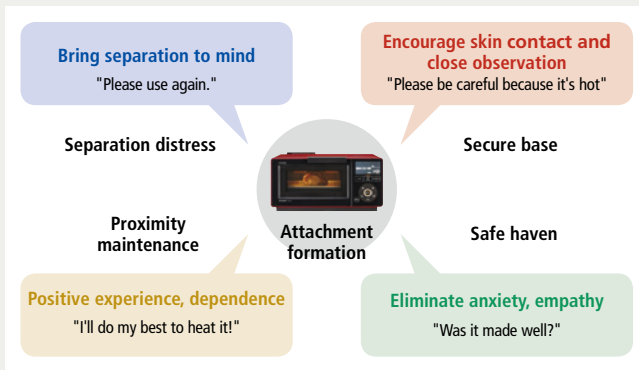 Bring separation to mind
"Please use again."
Encourage skin contact and
close observation
"Please be careful because it's hot"
Separation distress
Secure base
Proximity
maintenance
Attachment
formation
Safe haven
Positive experience, dependence
"I'll do my best to heat it!"
Eliminate anxiety, empathy
"Was it made well?"